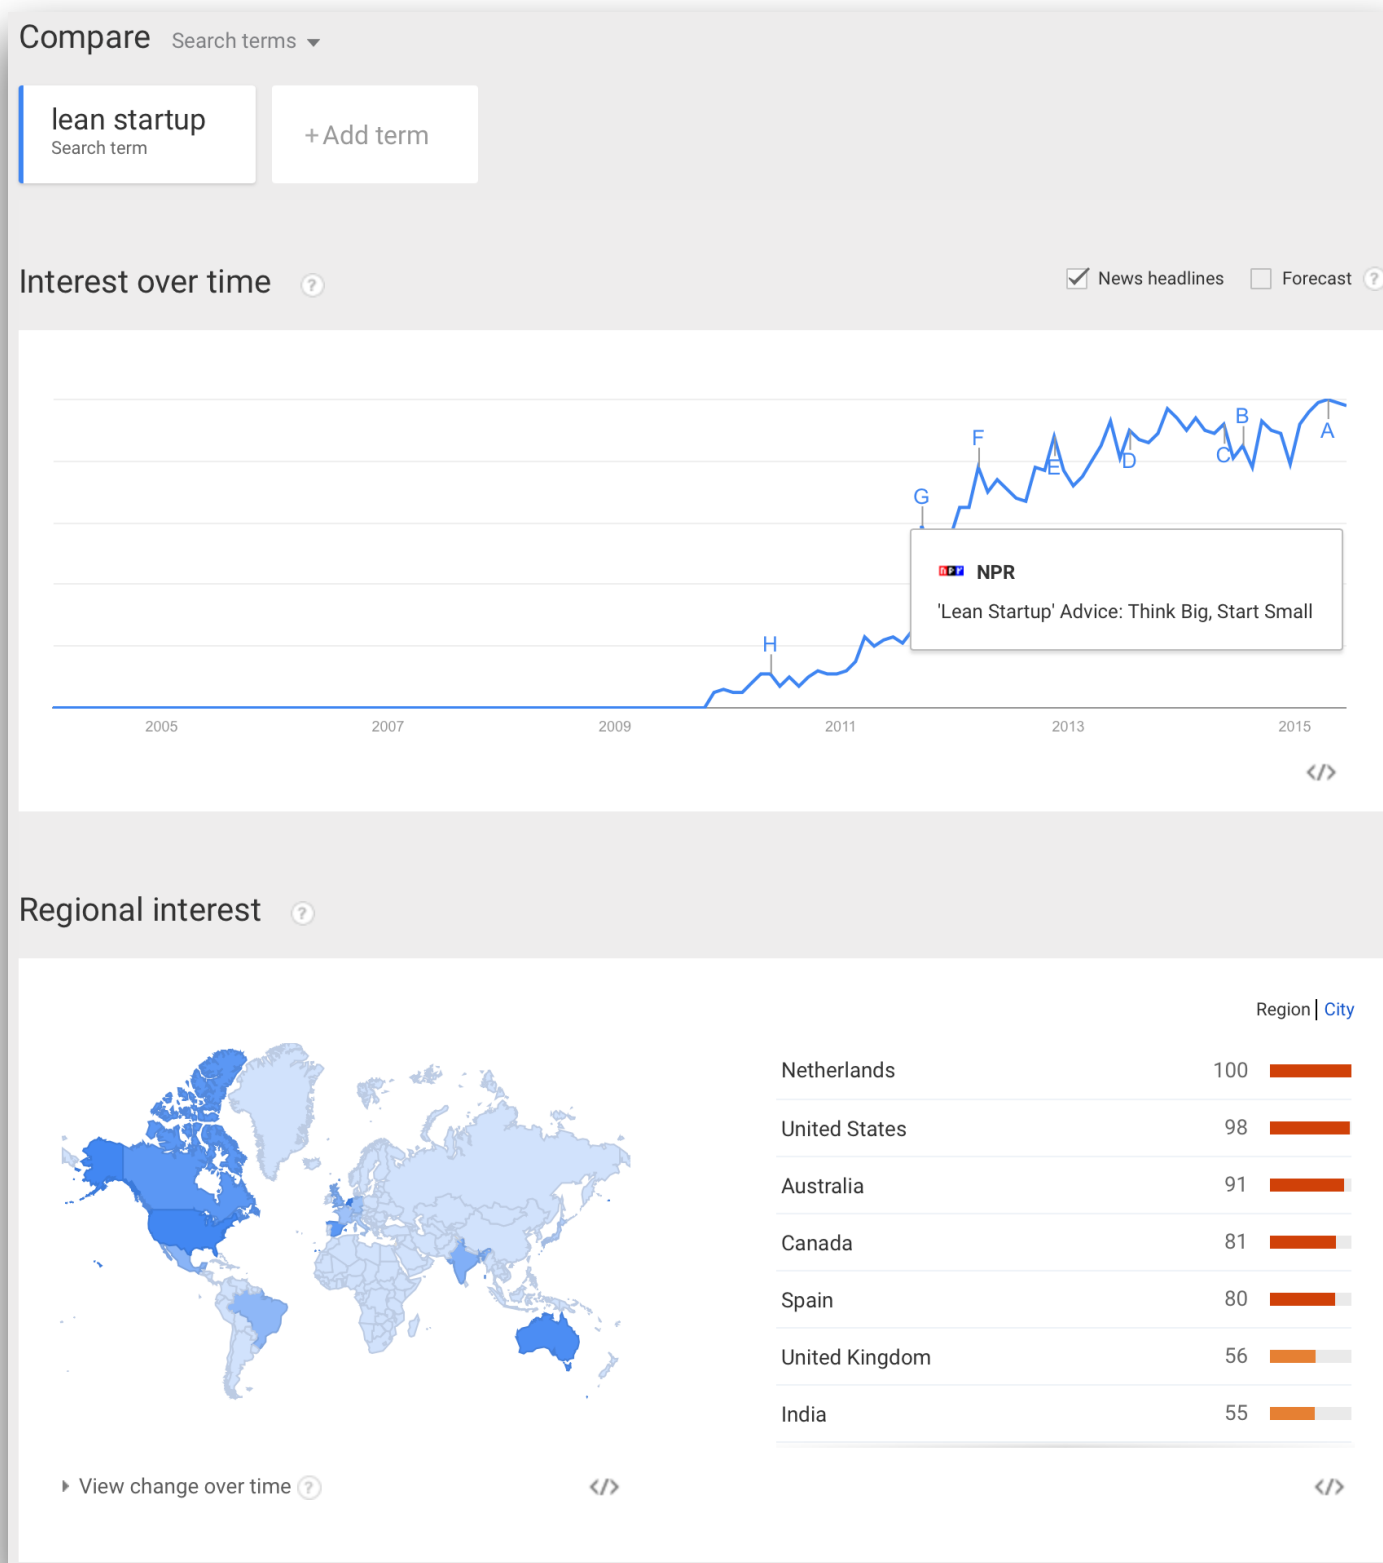 Compare Search terms
lean startup
Search term
+Add term
Interest over time ?
News headlines Forecast ?
F
G
H
E
D
C
B
A
npr NPR
'Lean Startup' Advice: Think Big, Start Small
2005 2007 2009 2011 2013 2015
</>
Regional interest ?
Region | City
Netherlands 100
United States 98
Australia 91
Canada 81
Spain 80
United Kingdom 56
India 55
View change over time ? </> </>